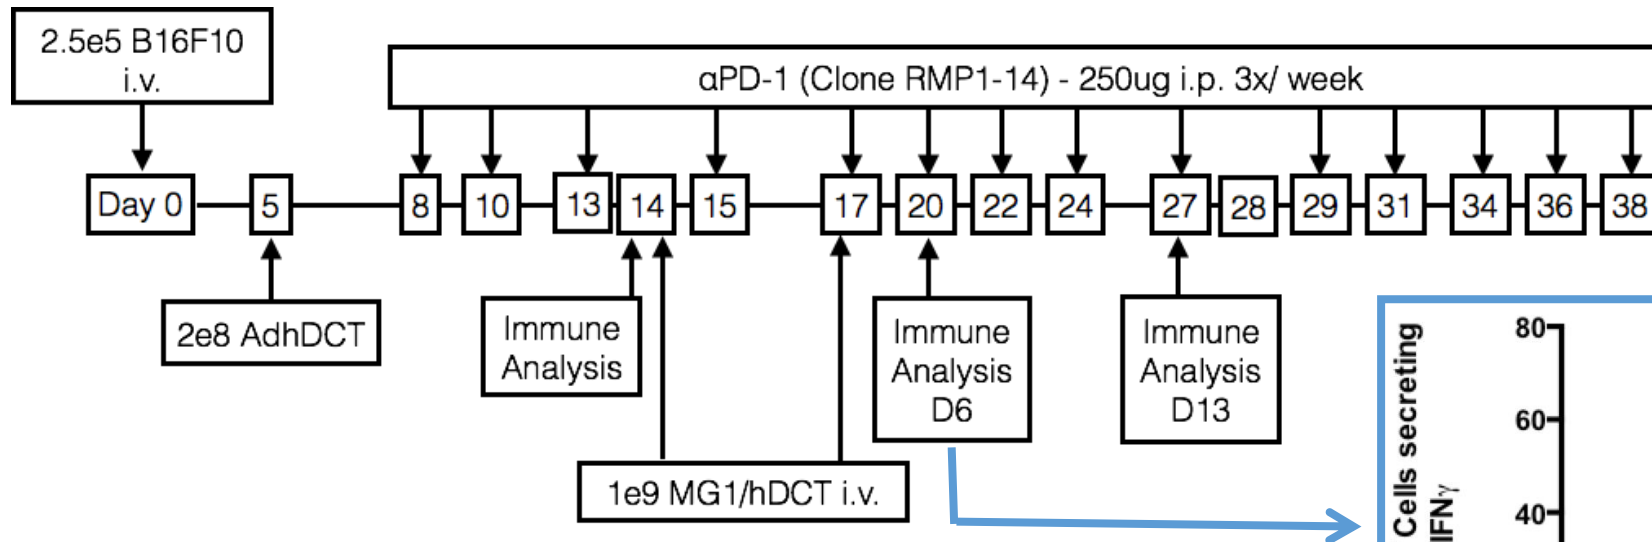 2.5e5 B16F10
i.v.
αPD-1 (Clone RMP1-14) - 250ug i.p. 3x/ week
Day 0
5
8
10
13
14
15
17
20
22
24
27
28
29
31
34
36
38
2e8 AdhDCT
Immune
Analysis
Immune
Analysis
D6
Immune
Analysis
D13
1e9 MG1/hDCT i.v.
Cells secreting
IFNγ
80
60
40